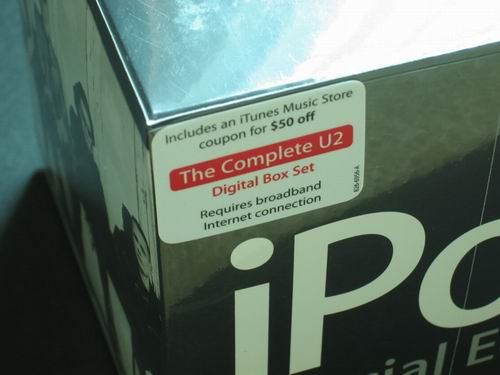 Includes an iTunes Music Store
coupon for $50 off
The Complete U2
Digital Box Set
Requires broadband
Internet connection
iPo
ial E